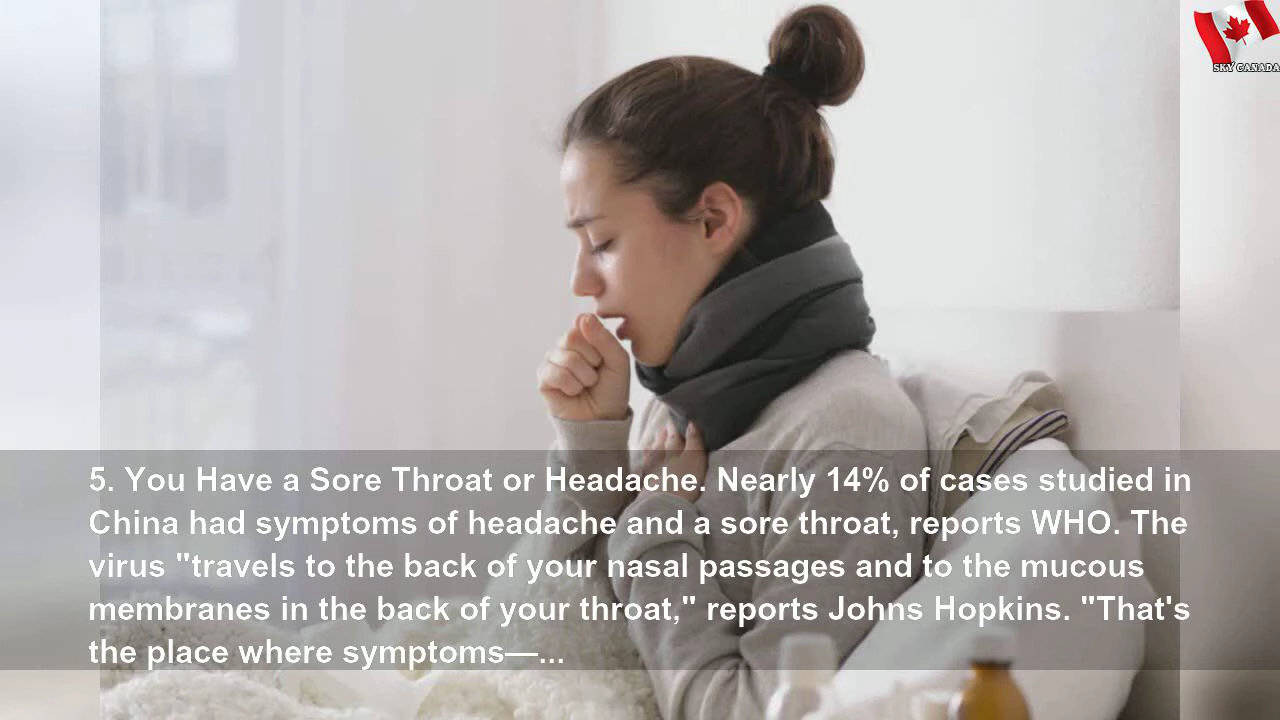 SKY CANADA
5. You Have a Sore Throat or Headache. Nearly 14% of cases studied in
China had symptoms of headache and a sore throat, reports WHO. The
virus "travels to the back of your nasal passages and to the mucous
membranes in the back of your throat," reports Johns Hopkins. "That's
the place where symptoms—...